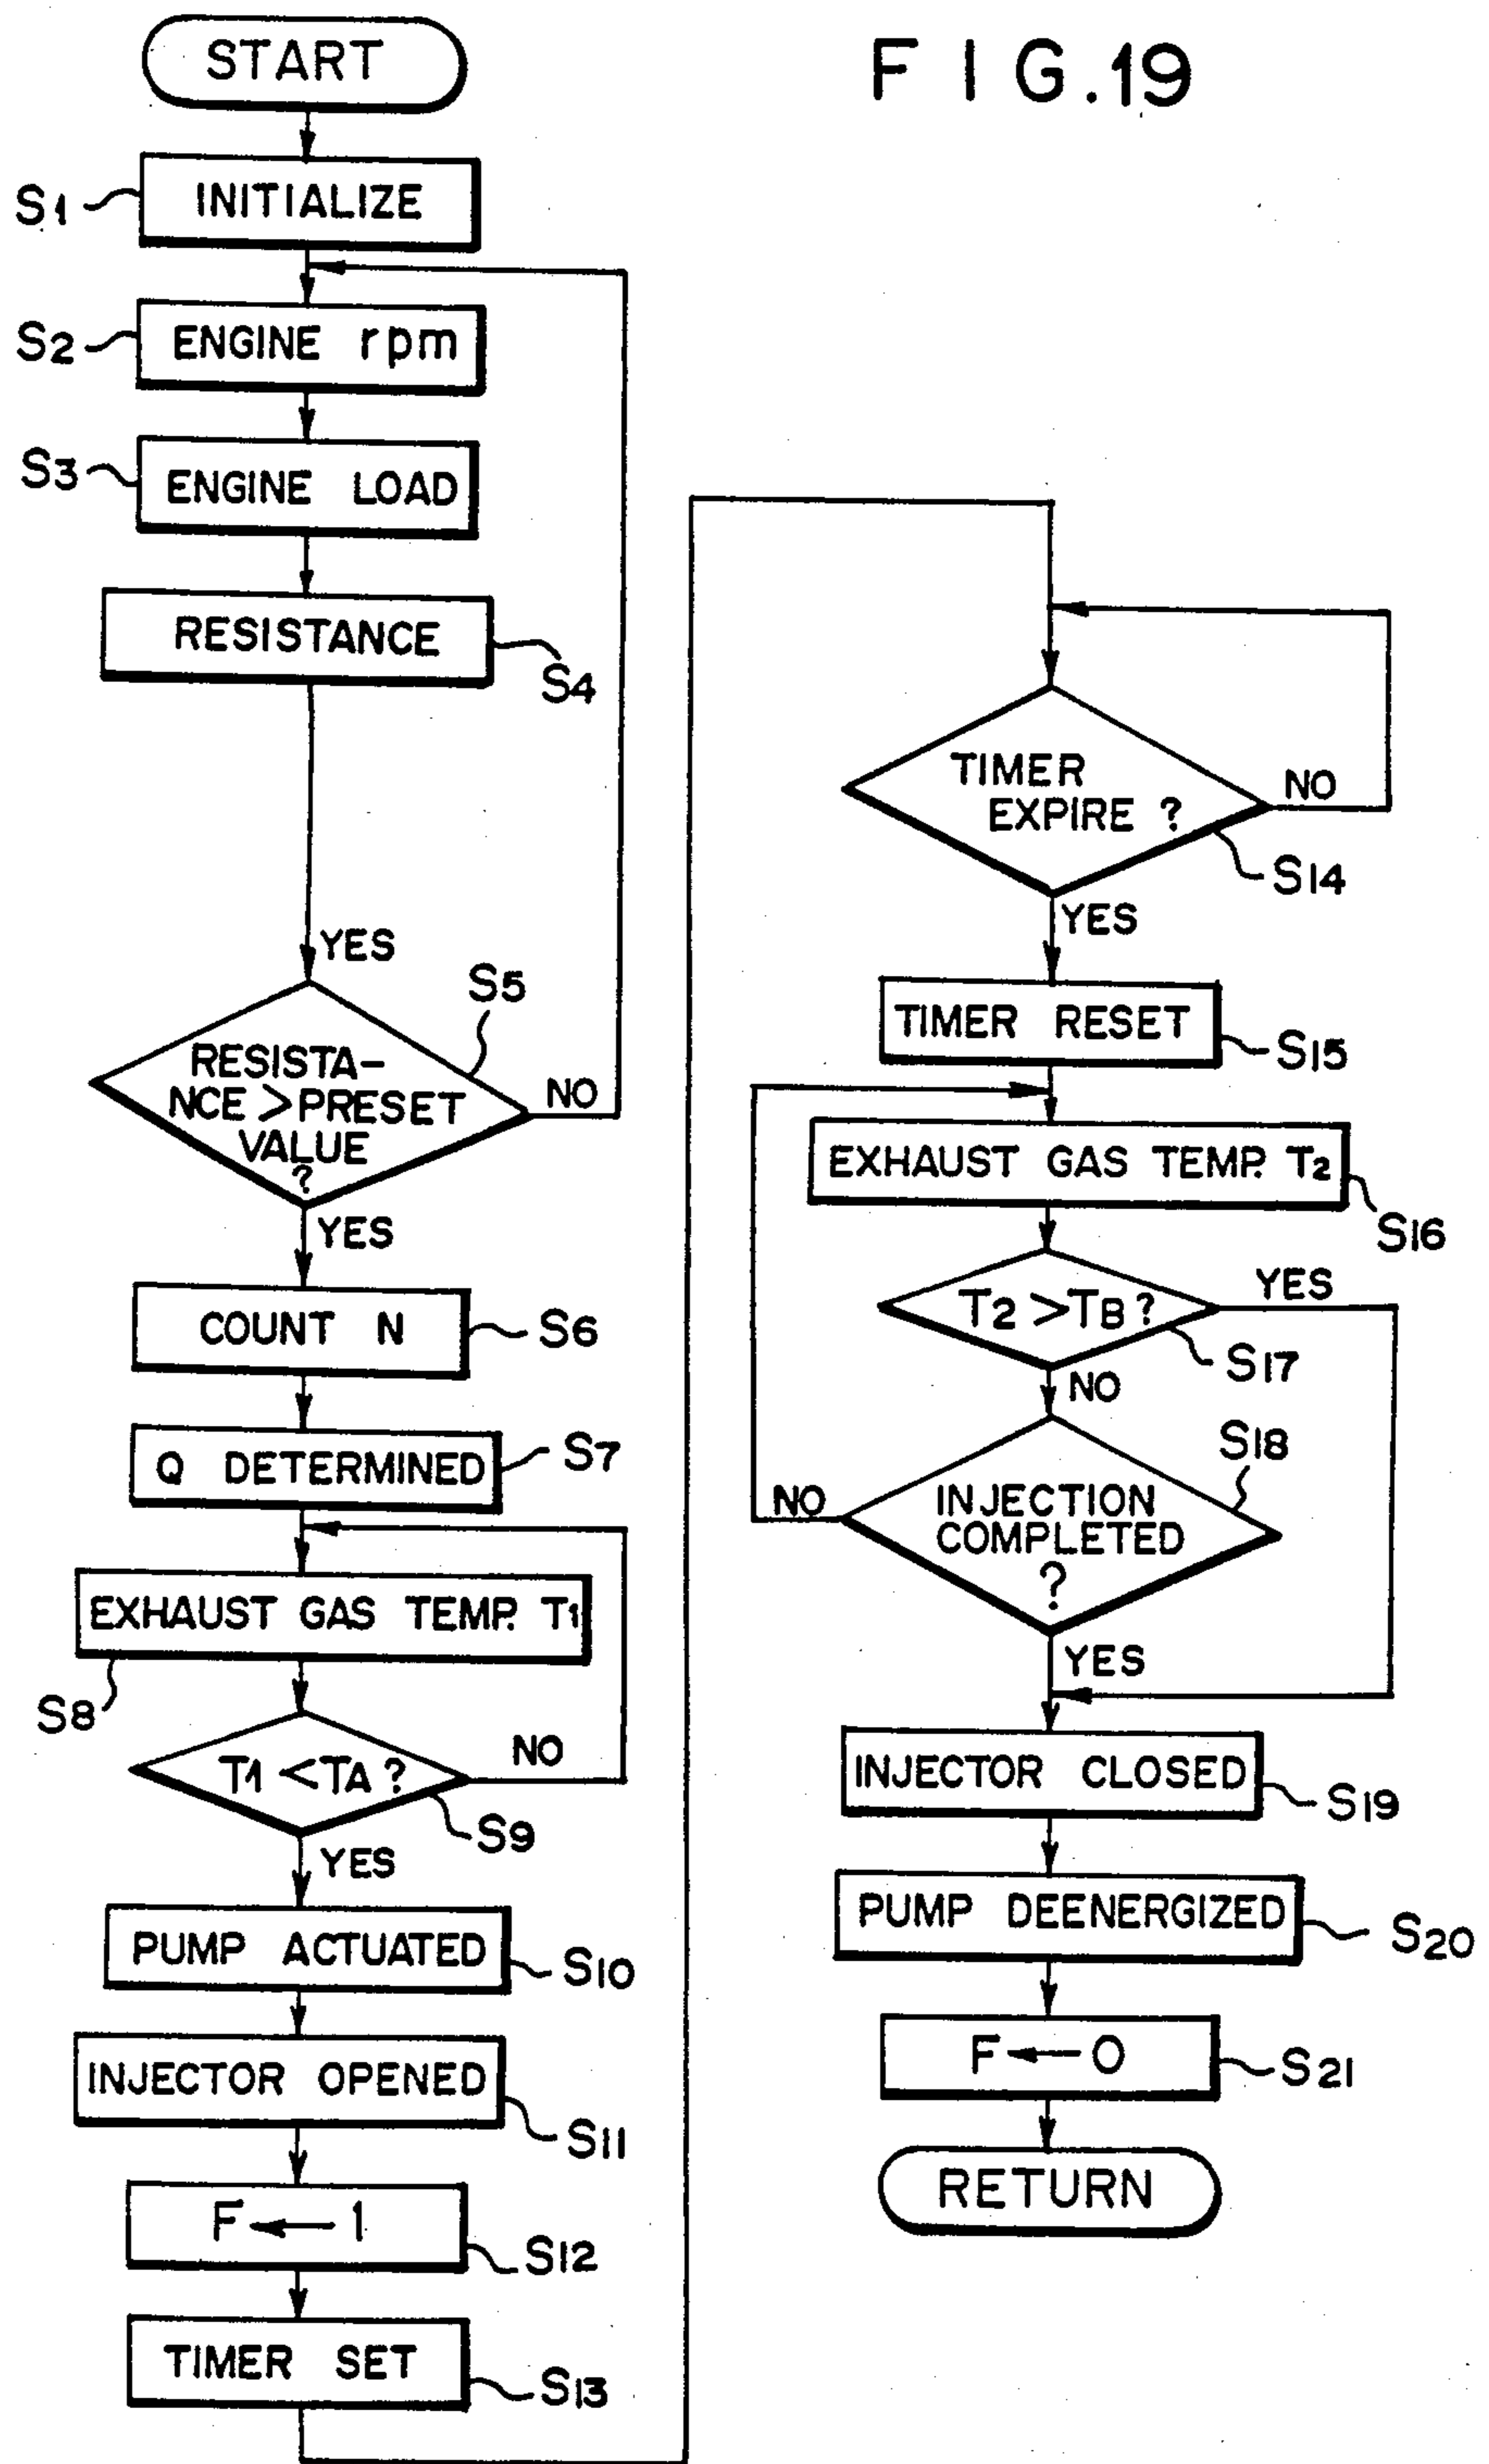 FIG.19
START
S1
INITIALIZE
S2
ENGINE rpm
S3
ENGINE LOAD
RESISTANCE
S4
YES
S5
RESISTA-
NCE > PRESET
VALUE
?
NO
YES
COUNT N
S6
Q DETERMINED
S7
EXHAUST GAS TEMP. T1
S8
T1 < TA ?
NO
S9
YES
PUMP ACTUATED
S10
INJECTOR OPENED
S11
F ← 1
S12
TIMER SET
S13
TIMER
EXPIRE ?
NO
S14
YES
TIMER RESET
S15
EXHAUST GAS TEMP. T2
S16
T2 > TB ?
YES
S17
NO
S18
INJECTION
COMPLETED
?
NO
YES
INJECTOR CLOSED
S19
PUMP DEENERGIZED
S20
F ← 0
S21
RETURN